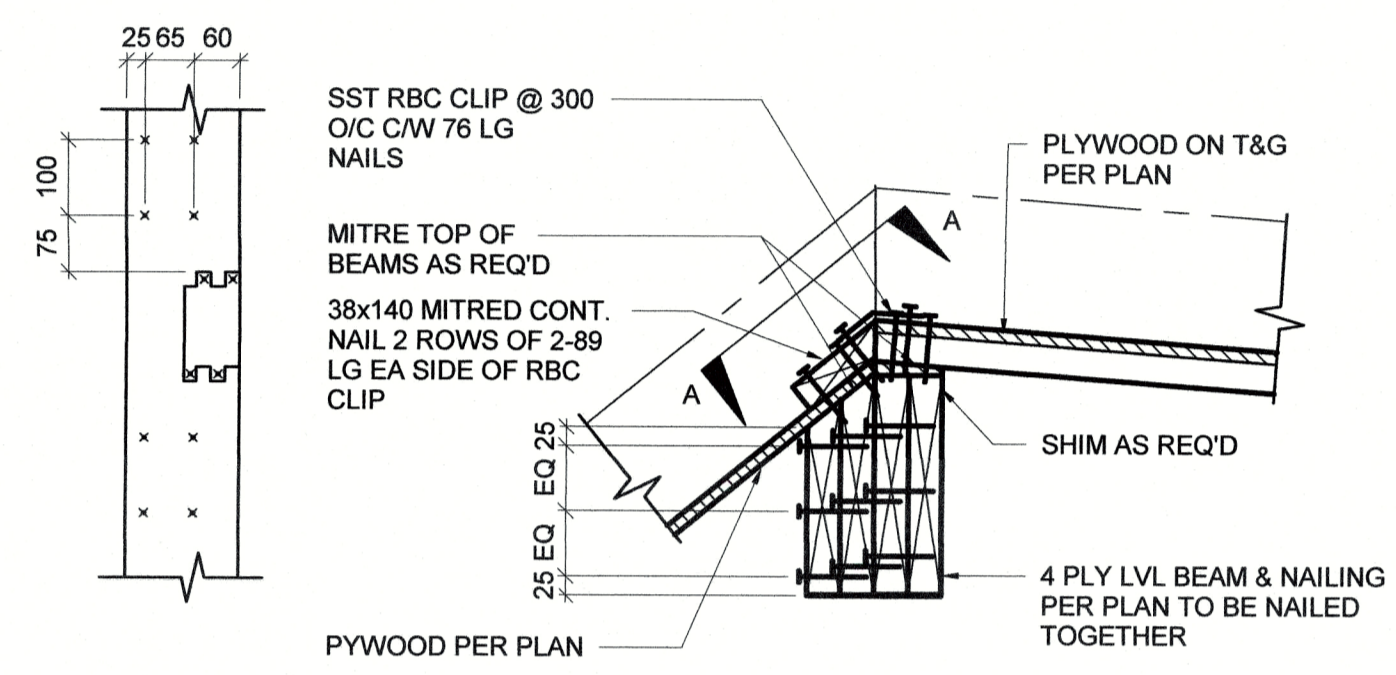 25 65 60
100
75
SST RBC CLIP @ 300
O/C C/W 76 LG
NAILS
MITRE TOP OF
BEAMS AS REQ'D
38x140 MITRED CONT.
NAIL 2 ROWS OF 2-89
LG EA SIDE OF RBC
CLIP
PLYWOOD ON T&G
PER PLAN
A
A
25
EQ
EQ
25
SHIM AS REQ'D
4 PLY LVL BEAM & NAILING
PER PLAN TO BE NAILED
TOGETHER
PYWOOD PER PLAN